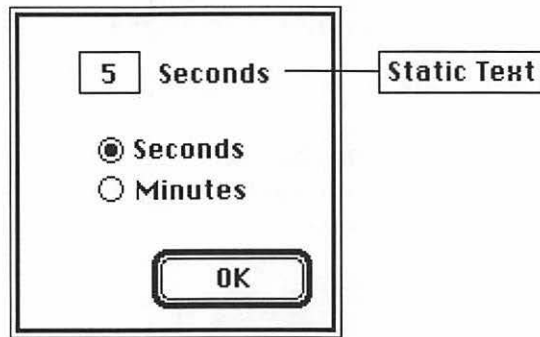 5 Seconds
Static Text
Seconds
Minutes
OK